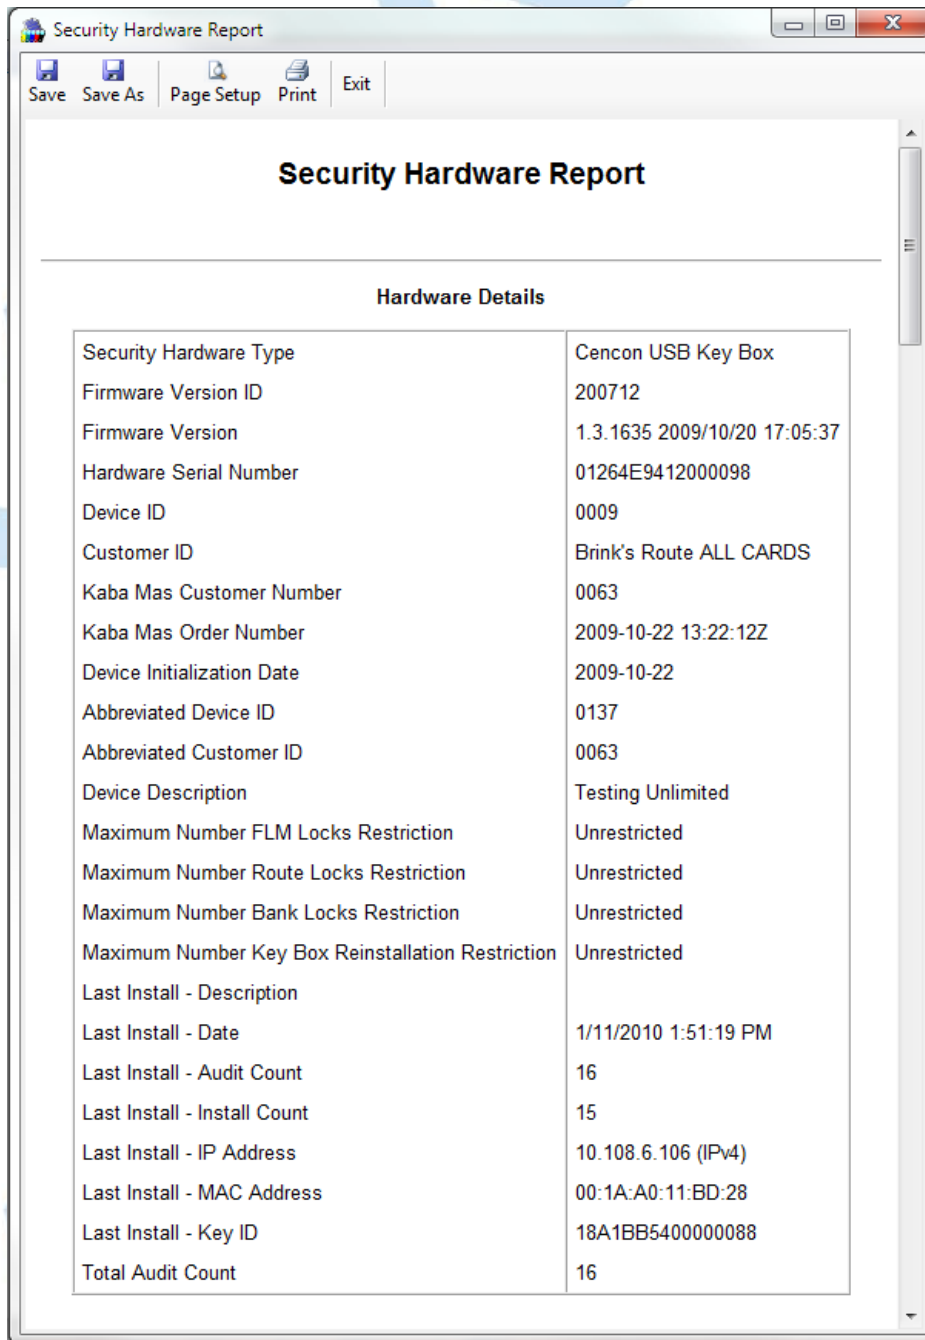 Security Hardware Report
Save Save As Page Setup Print Exit
Security Hardware Report
Hardware Details
Security Hardware Type Cencon USB Key Box
Firmware Version ID 200712
Firmware Version 1.3.1635 2009/10/20 17:05:37
Hardware Serial Number 01264E9412000098
Device ID 0009
Customer ID Brink's Route ALL CARDS
Kaba Mas Customer Number 0063
Kaba Mas Order Number 2009-10-22 13:22:12Z
Device Initialization Date 2009-10-22
Abbreviated Device ID 0137
Abbreviated Customer ID 0063
Device Description Testing Unlimited
Maximum Number FLM Locks Restriction Unrestricted
Maximum Number Route Locks Restriction Unrestricted
Maximum Number Bank Locks Restriction Unrestricted
Maximum Number Key Box Reinstallation Restriction Unrestricted
Last Install - Description
Last Install - Date 1/11/2010 1:51:19 PM
Last Install - Audit Count 16
Last Install - Install Count 15
Last Install - IP Address 10.108.6.106 (IPv4)
Last Install - MAC Address 00:1A:A0:11:BD:28
Last Install - Key ID 18A1BB5400000088
Total Audit Count 16